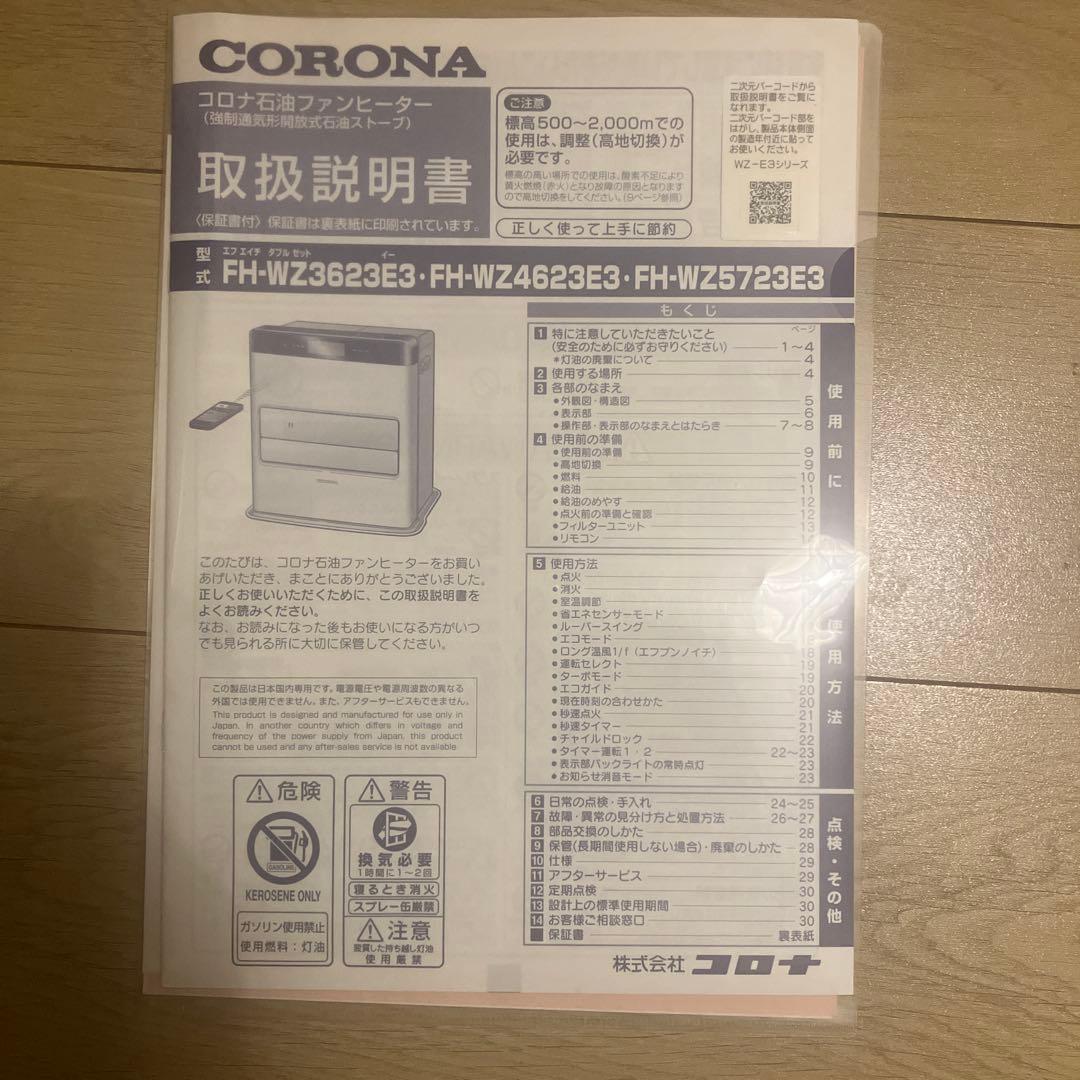 CORONA
コロナ石油ファンヒーター
(強制通気形開放式石油ストーブ)
取扱説明書
〈保証書付〉保証書は裏表紙に印刷されています。
ご注意
標高500～2,000mでの
使用は、調整(高地切換)が
必要です。
標高の高い場所での使用は、酸素不足により
黄火燃焼(赤火)となり故障の原因となります
ので高地切換をしてください。(9ページ参照)
正しく使って上手に節約
二次元バーコードから
取扱説明書をご覧に
なれます。
二次元バーコード部を
はがし、製品本体側面
の製造年付近に貼って
お使いください。
WZ-E3シリーズ
型式
エフ エイチ ダブル ゼット イー
FH-WZ3623E3・FH-WZ4623E3・FH-WZ5723E3
もくじ
ページ
1 特に注意していただきたいこと
(安全のために必ずお守りください) 1～4
*灯油の廃棄について 4
2 使用する場所 4
3 各部のなまえ
●外観図・構造図 5
●表示部 6
●操作部・表示部のなまえとはたらき 7～8
4 使用前の準備
●使用前の準備 9
●高地切換 9
●燃料 10
●給油 11
●給油のめやす 12
●点火前の準備と確認 12
●フィルターユニット 13
●リモコン
使用前に
5 使用方法
●点火
●消火
●室温調節
●省エネセンサーモード
●ルーバースイング
●エコモード
●ロング温風1/f(エフブンノイチ) 18
●運転セレクト 19
●ターボモード 19
●エコガイド 20
●現在時刻の合わせかた 20
●秒速点火 21
●秒速タイマー 21
●チャイルドロック 22
●タイマー運転1・2 22～23
●表示部バックライトの常時点灯 23
●お知らせ消音モード 23
使用方法
6 日常の点検・手入れ 24～25
7 故障・異常の見分け方と処置方法 26～27
8 部品交換のしかた 28
9 保管(長期間使用しない場合)・廃棄のしかた 28
10 仕様 29
11 アフターサービス 29
12 定期点検 30
13 設計上の標準使用期間 30
14 お客様ご相談窓口 30
■ 保証書 裏表紙
点検・その他
このたびは、コロナ石油ファンヒーターをお買い
あげいただき、まことにありがとうございました。
正しくお使いいただくために、この取扱説明書を
よくお読みください。
なお、お読みになった後もお使いになる方がいつ
でも見られる所に大切に保管してください。
この製品は日本国内専用です。電源電圧や電源周波数の異なる
外国では使用できません。また、アフターサービスもできません。
This product is designed and manufactured for use only in
Japan. In another country which differs in voltage and
frequency of the power supply from Japan, this product
cannot be used and any after-sales service is not available
危険
GASOLINE
KEROSENE ONLY
ガソリン使用禁止
使用燃料：灯油
警告
換気必要
1時間に1～2回
寝るとき消火
スプレー缶厳禁
注意
変質した持ち越し灯油
使用厳禁
株式会社 コロナ